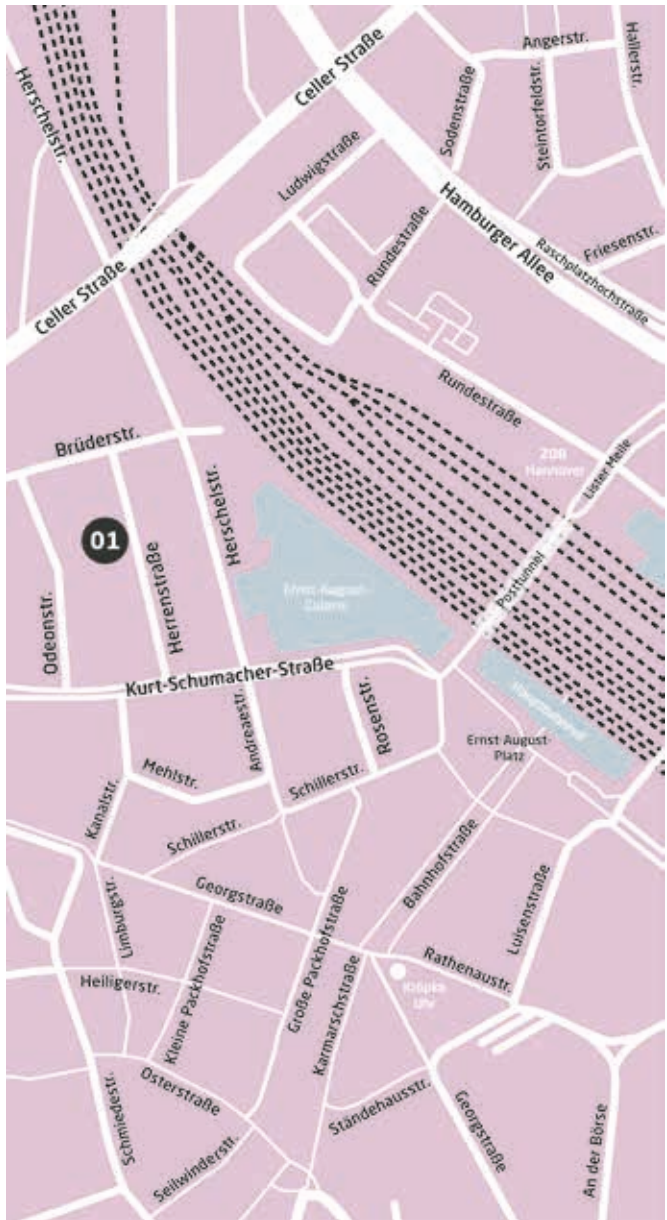 Angerstr.
Hallerstr.
Celler Straße
Herschelstr.
Sodenstraße
Steintorfeldstr.
Ludwigstraße
Hamburger Allee
Rundestraße
Friesenstr.
Raschplatzhochstraße
Celler Straße
Rundestraße
Brüderstr.
ZOB
Hannover
Lister Meile
Herschelstr.
01
Posttunnel
Herrenstraße
Odeonstr.
Ernst-August-
Galerie
Kurt-Schumacher-Straße
Hauptbahnhof
Andreaestr.
Rosenstr.
Ernst-August-
Platz
Mehlstr.
Schillerstr.
Kanalstr.
Schillerstr.
Bahnhofstraße
Georgstraße
Luisenstraße
Limburgstr.
Kleine Packhofstraße
Große Packhofstraße
Rathenaustr.
Heiligerstr.
Kröpke
Uhr
Karmarschstraße
Osterstraße
Schmiedestr.
Ständehausstr.
Georgstraße
Seilwinderstr.
An der Börse